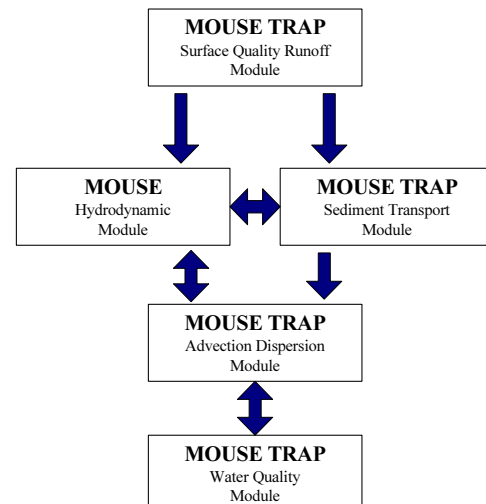 MOUSE TRAP
Surface Quality Runoff
Module
MOUSE
Hydrodynamic
Module
MOUSE TRAP
Sediment Transport
Module
MOUSE TRAP
Advection Dispersion
Module
MOUSE TRAP
Water Quality
Module